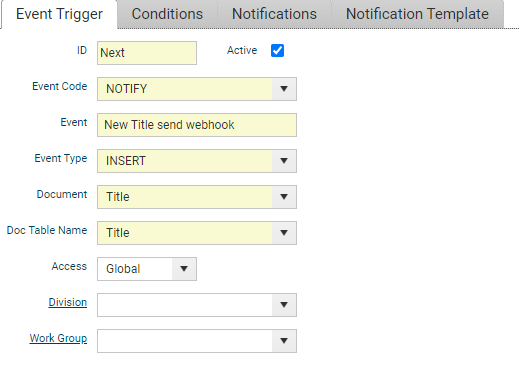 Event Trigger Conditions Notifications Notification Template
ID Next Active
Event Code NOTIFY
Event New Title send webhook
Event Type INSERT
Document Title
Doc Table Name Title
Access Global
Division
Work Group